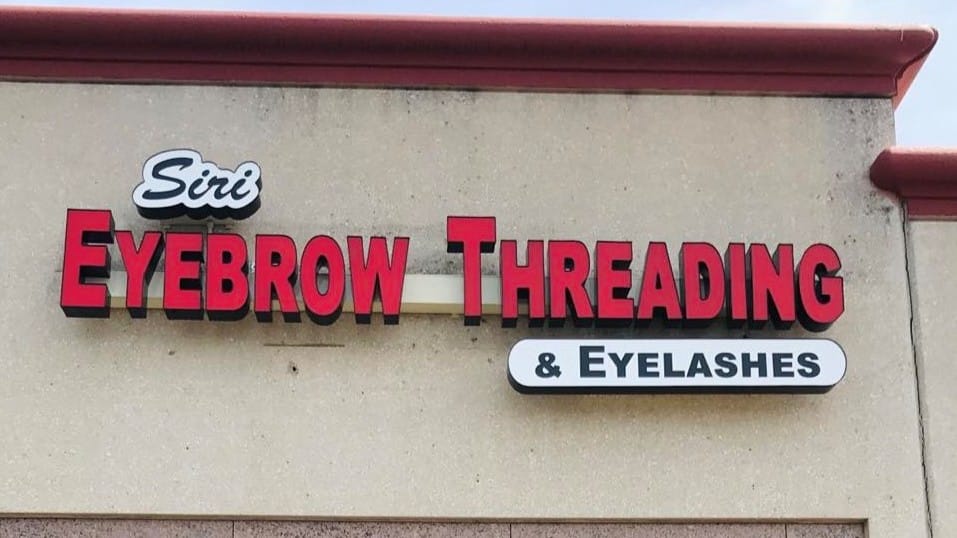 Siri
EYEBROW THREADING
& EYELASHES